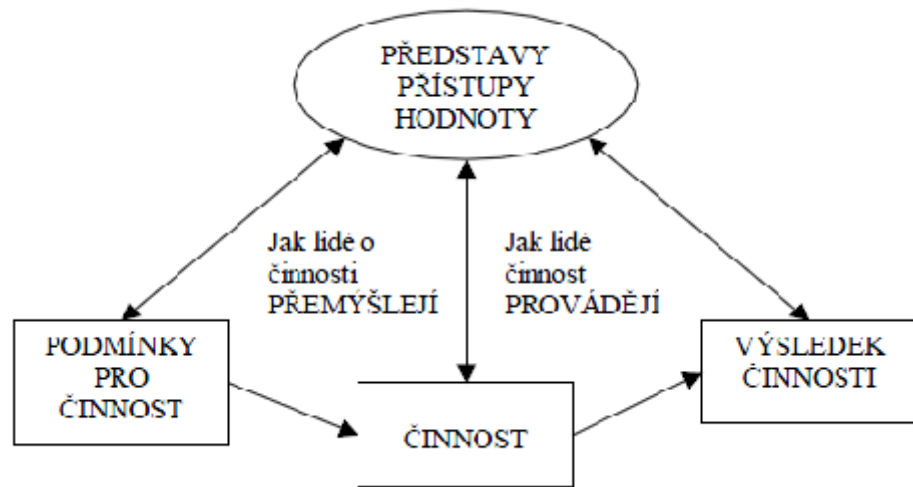 PŘEDSTAVY
PŘÍSTUPY
HODNOTY
Jak lidé o
činnosti
PŘEMÝŠLEJÍ
Jak lidé
činnost
PROVÁDĚJÍ
PODMÍNKY
PRO
ČINNOST
ČINNOST
VÝSLEDEK
ČINNOSTI